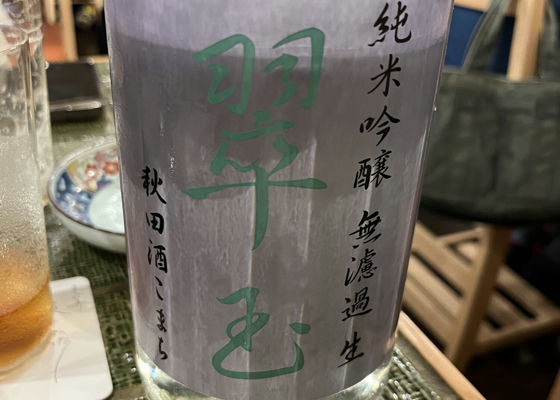 純米吟醸 無濾過生
翠玉
秋田酒こまち